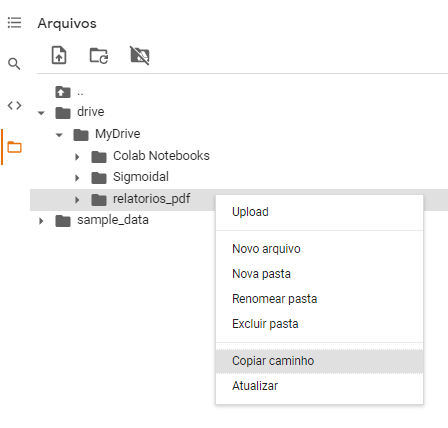 Arquivos
..
drive
MyDrive
Colab Notebooks
Sigmoidal
relatorios_pdf
sample_data
Upload
Novo arquivo
Nova pasta
Renomear pasta
Excluir pasta
Copiar caminho
Atualizar